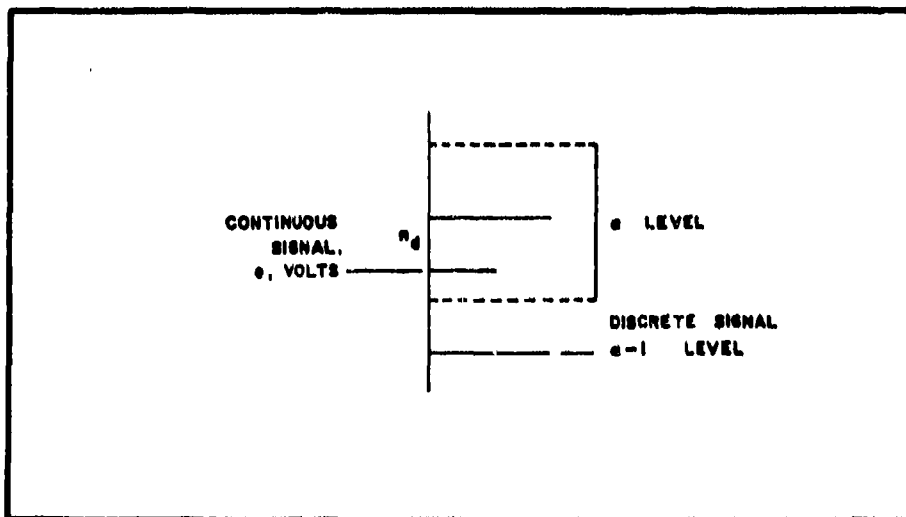 CONTINUOUS
SIGNAL,
e, VOLTS
n_d
a LEVEL
DISCRETE SIGNAL
a-1 LEVEL